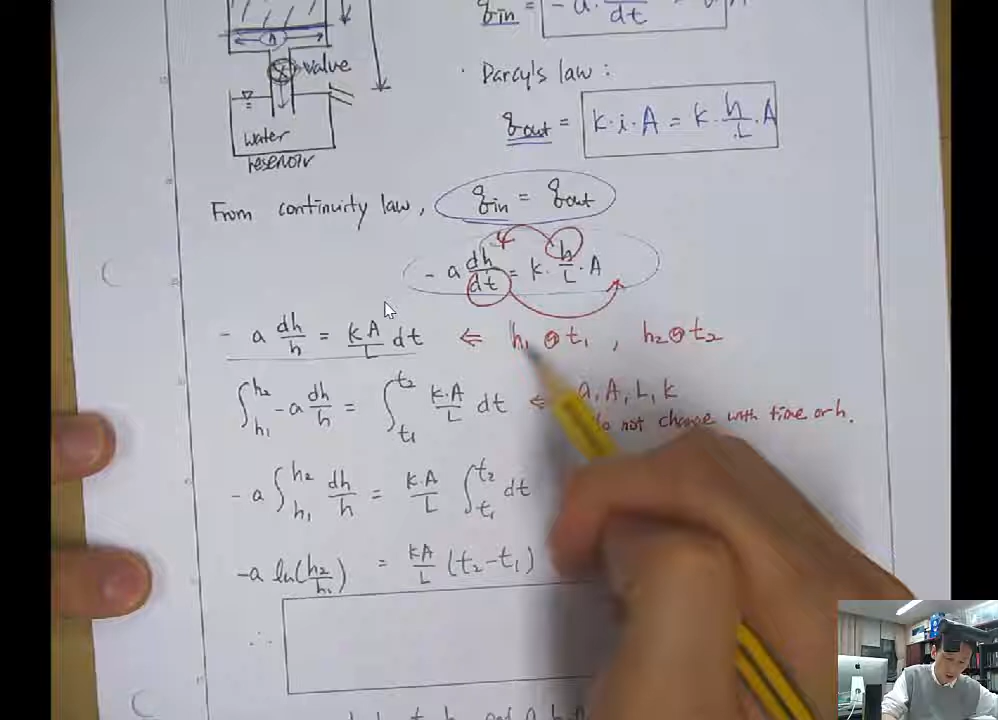 q_in = - a · dh/dt
A
valve
water
resenoir
· Darcy's law :
q_out = k · i · A = k · h/L · A
From continuity law, q_in = q_out
- a dh/dt = k · h/L · A
- a dh/h = kA/L dt ⇐ h₁ @ t₁ , h₂ @ t₂
∫_{h₁}^{h₂} -a dh/h = ∫_{t₁}^{t₂} k·A/L dt ⇐ a, A, L, k
do not change with time or h.
-a ∫_{h₁}^{h₂} dh/h = k·A/L ∫_{t₁}^{t₂} dt
-a ln(h₂/h₁) = kA/L (t₂-t₁)
∴